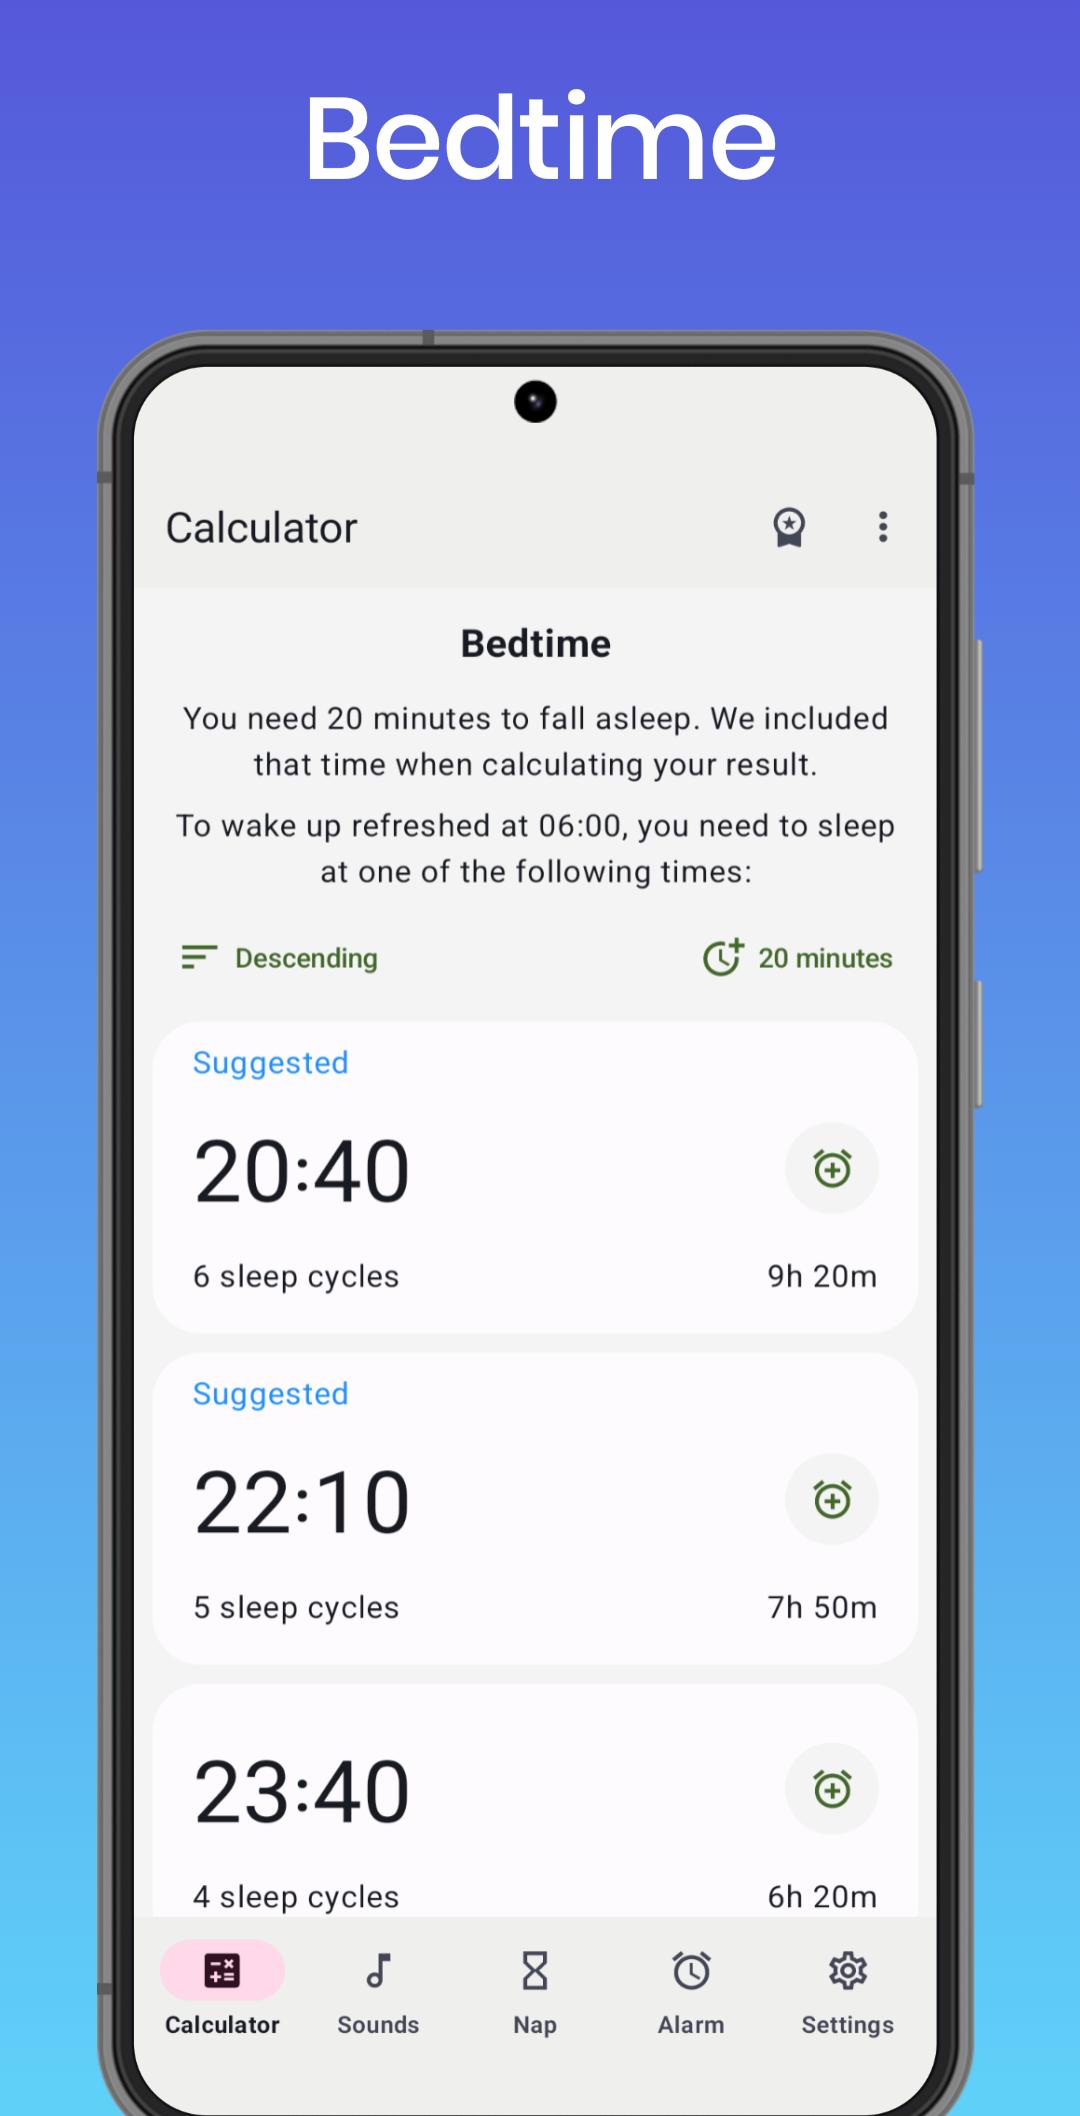 Bedtime
Calculator
Bedtime
You need 20 minutes to fall asleep. We included
that time when calculating your result.
To wake up refreshed at 06:00, you need to sleep
at one of the following times:
Descending
20 minutes
Suggested
20:40
6 sleep cycles
9h 20m
Suggested
22:10
5 sleep cycles
7h 50m
23:40
4 sleep cycles
6h 20m
Calculator
Sounds
Nap
Alarm
Settings